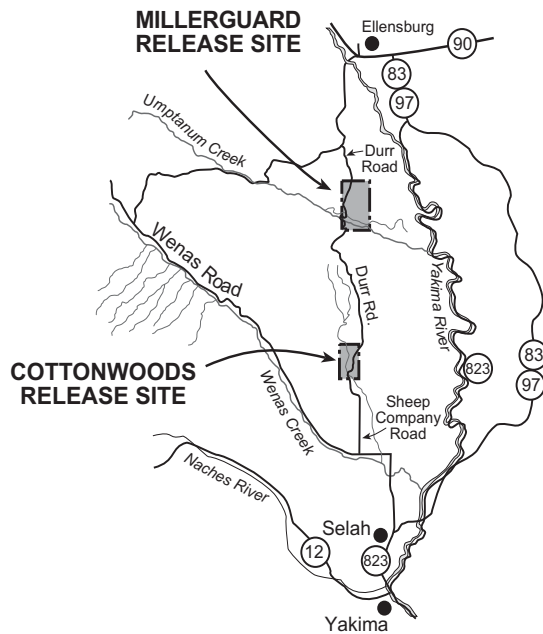 MILLERGUARD
RELEASE SITE
Ellensburg
90
83
97
Umptanum Creek
Durr
Road
Wenas Road
Durr Rd.
Yakima River
COTTONWOODS
RELEASE SITE
823
83
97
Wenas Creek
Sheep
Company
Road
Naches River
Selah
12
823
Yakima